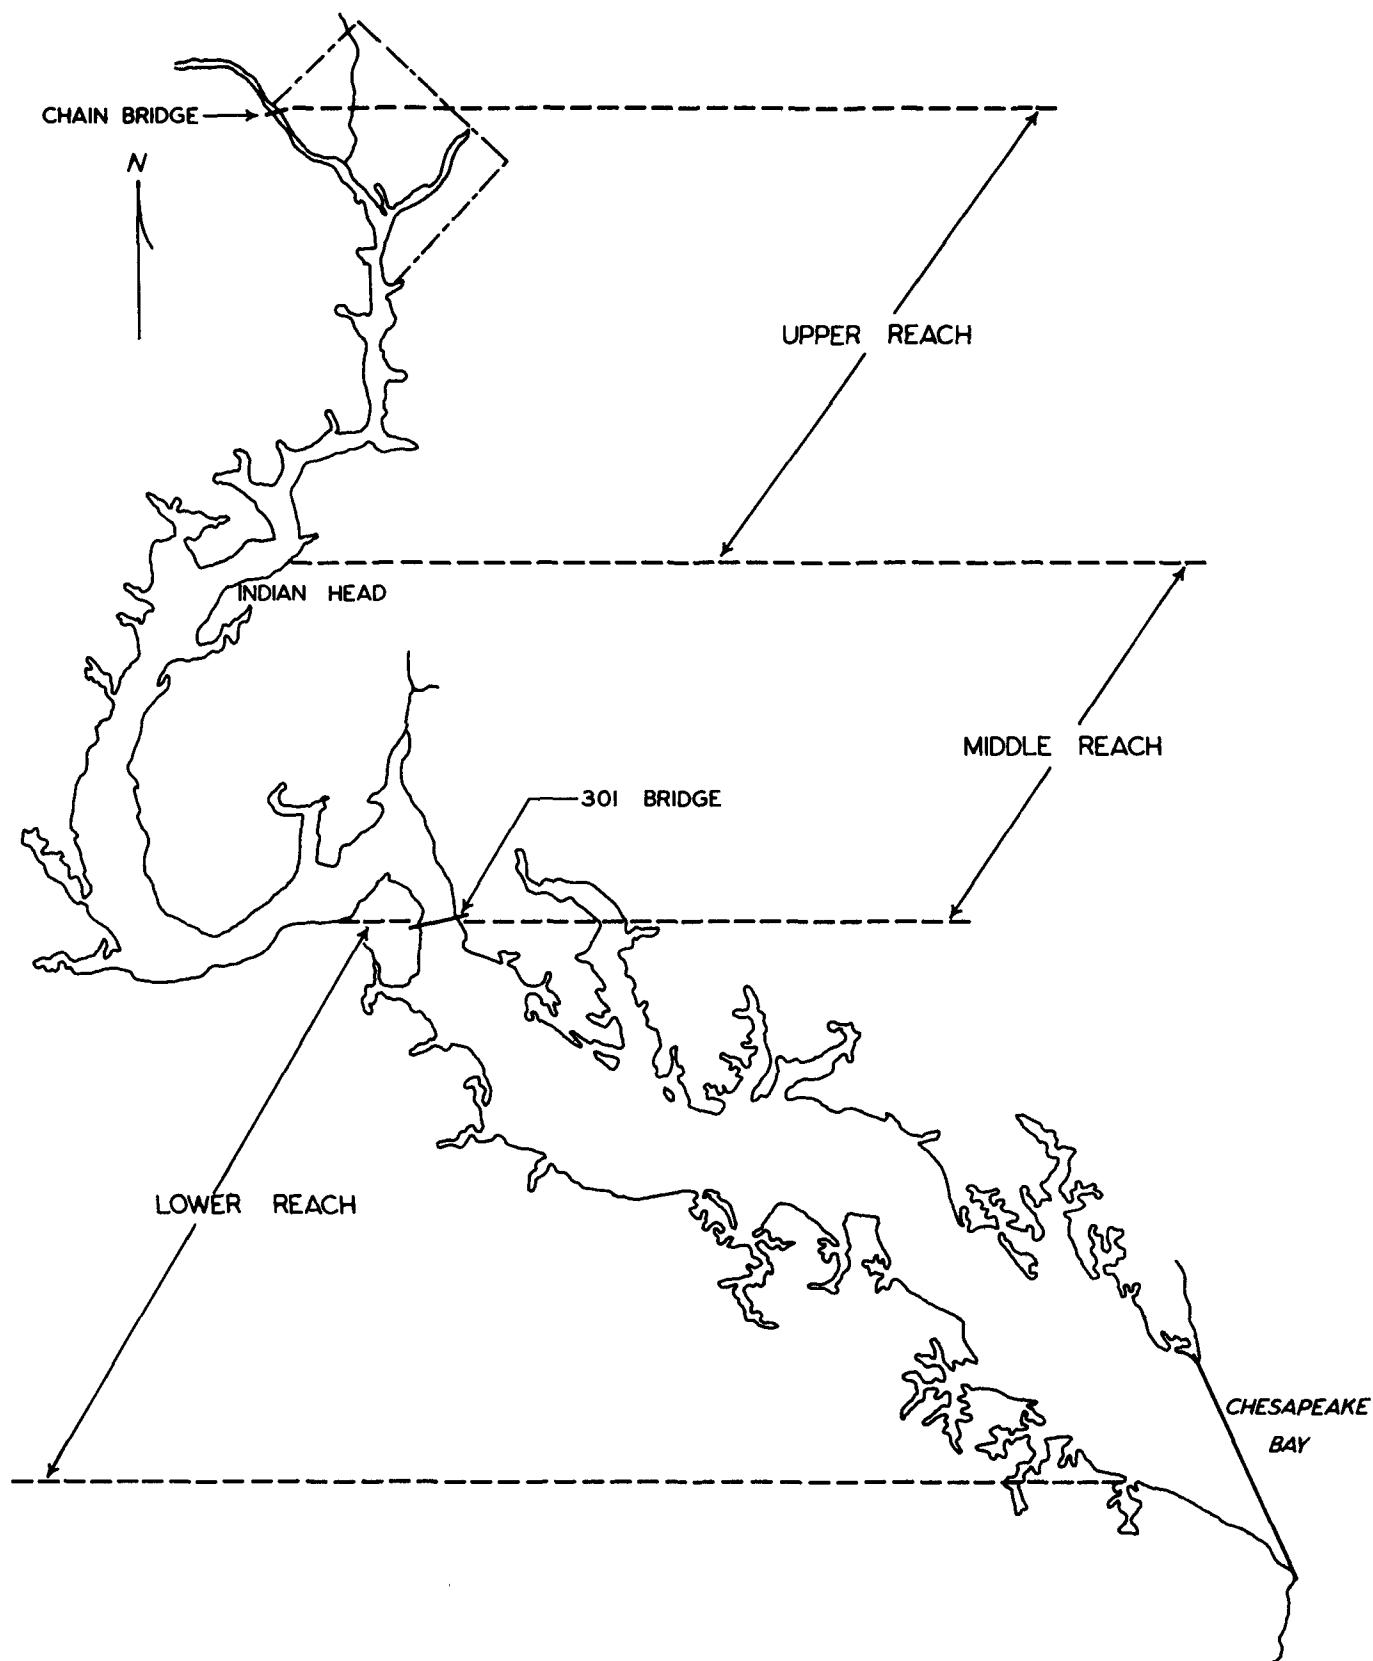 CHAIN BRIDGE
N
UPPER REACH
INDIAN HEAD
MIDDLE REACH
301 BRIDGE
LOWER REACH
CHESAPEAKE
BAY